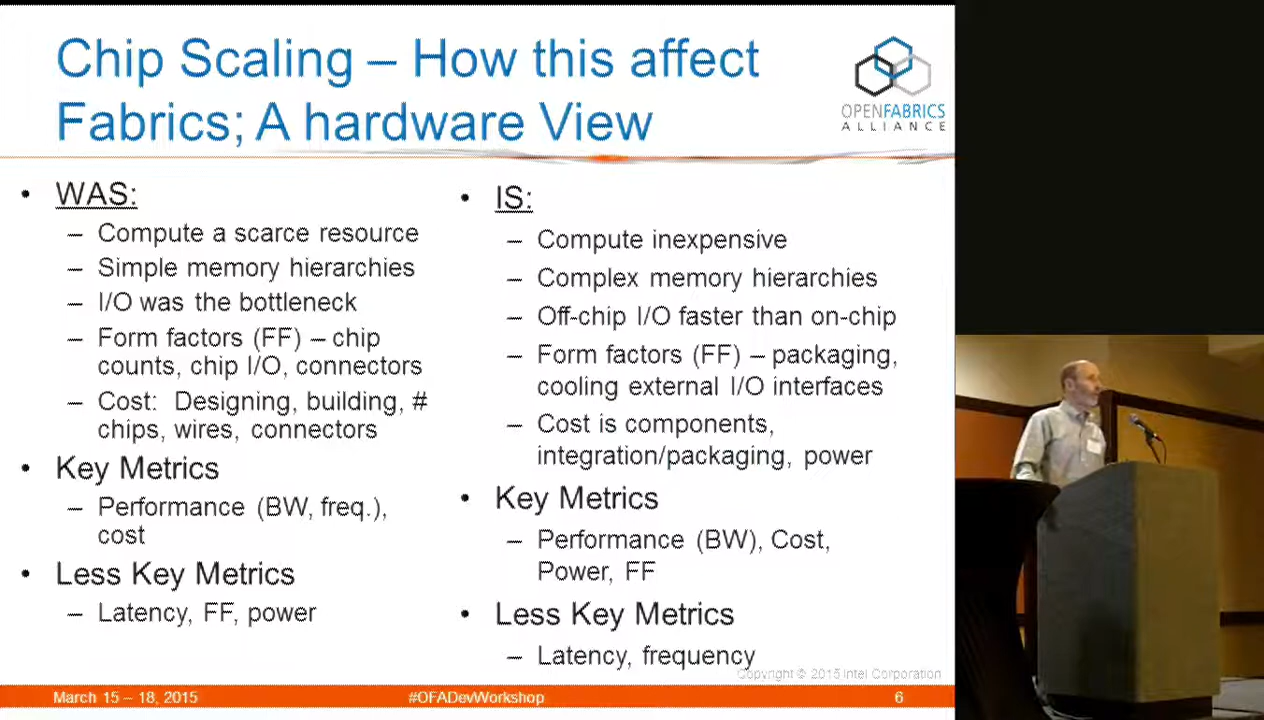 Chip Scaling – How this affect
Fabrics; A hardware View
OPENFABRICS
ALLIANCE
• WAS:
– Compute a scarce resource
– Simple memory hierarchies
– I/O was the bottleneck
– Form factors (FF) – chip
counts, chip I/O, connectors
– Cost: Designing, building, #
chips, wires, connectors
• Key Metrics
– Performance (BW, freq.),
cost
• Less Key Metrics
– Latency, FF, power
• IS:
– Compute inexpensive
– Complex memory hierarchies
– Off-chip I/O faster than on-chip
– Form factors (FF) – packaging,
cooling external I/O interfaces
– Cost is components,
integration/packaging, power
• Key Metrics
– Performance (BW), Cost,
Power, FF
• Less Key Metrics
– Latency, frequency
Copyright © 2015 Intel Corporation
March 15 – 18, 2015
#OFADevWorkshop
6